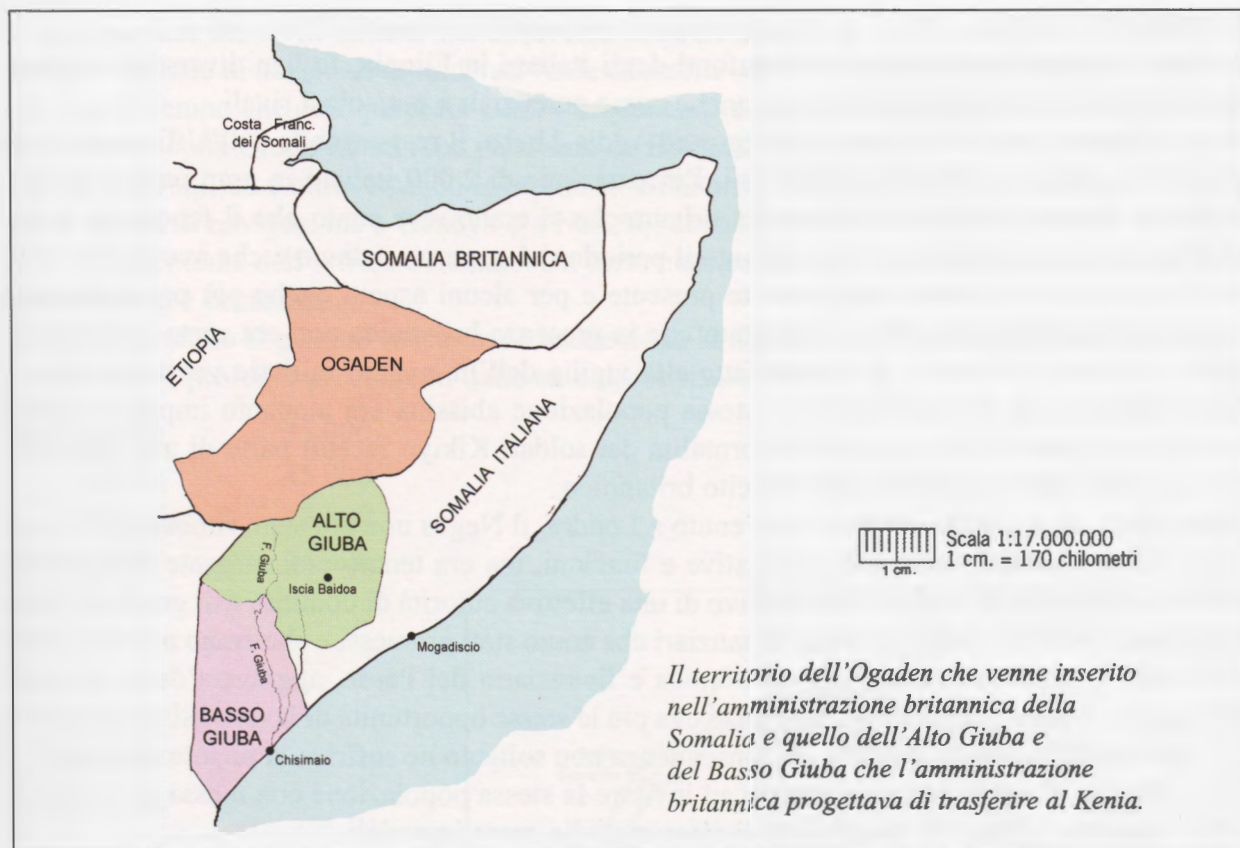 Costa Franc.
dei Somali
SOMALIA BRITANNICA
ETIOPIA
OGADEN
SOMALIA ITALIANA
ALTO
GIUBA
F. Giuba
Iscia Baidoa
F. Giuba
Mogadiscio
BASSO
GIUBA
Chisimaio
Scala 1:17.000.000
1 cm. = 170 chilometri
1 cm.
Il territorio dell'Ogaden che venne inserito
nell'amministrazione britannica della
Somalia e quello dell'Alto Giuba e
del Basso Giuba che l'amministrazione
britannica progettava di trasferire al Kenia.